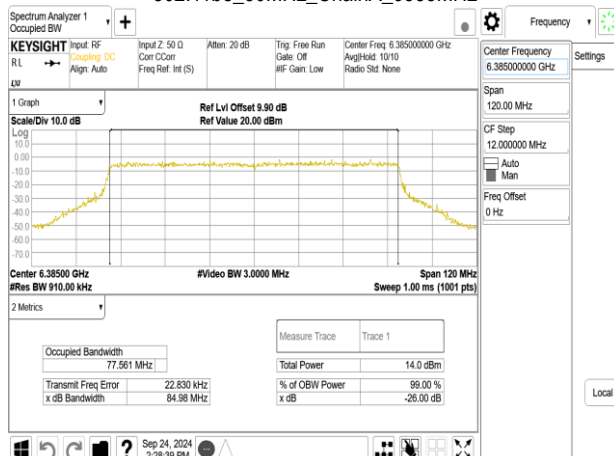 Spectrum Analyzer 1
Occupied BW
+
Frequency
KEYSIGHT
Input: RF
Input Z: 50 Ω
Atten: 20 dB
Trig: Free Run
Center Freq: 6.385000000 GHz
RL
Coupling: DC
Corr CCorr
Gate: Off
Avg|Hold: 10/10
Align: Auto
Freq Ref: Int (S)
#IF Gain: Low
Radio Std: None
Center Frequency
6.385000000 GHz
Settings
Span
120.00 MHz
CF Step
12.000000 MHz
Auto
Man
Freq Offset
0 Hz
1 Graph
Ref Lvl Offset 9.90 dB
Scale/Div 10.0 dB
Ref Value 20.00 dBm
Log
10.0
0.00
-10.0
-20.0
-30.0
-40.0
-50.0
-60.0
-70.0
Center 6.38500 GHz
#Video BW 3.0000 MHz
Span 120 MHz
#Res BW 910.00 kHz
Sweep 1.00 ms (1001 pts)
2 Metrics
Measure Trace
Trace 1
Occupied Bandwidth
77.561 MHz
Total Power
14.0 dBm
Transmit Freq Error
22.830 kHz
% of OBW Power
99.00 %
x dB Bandwidth
84.98 MHz
x dB
-26.00 dB
Local
?
Sep 24, 2024
2:28:39 PM